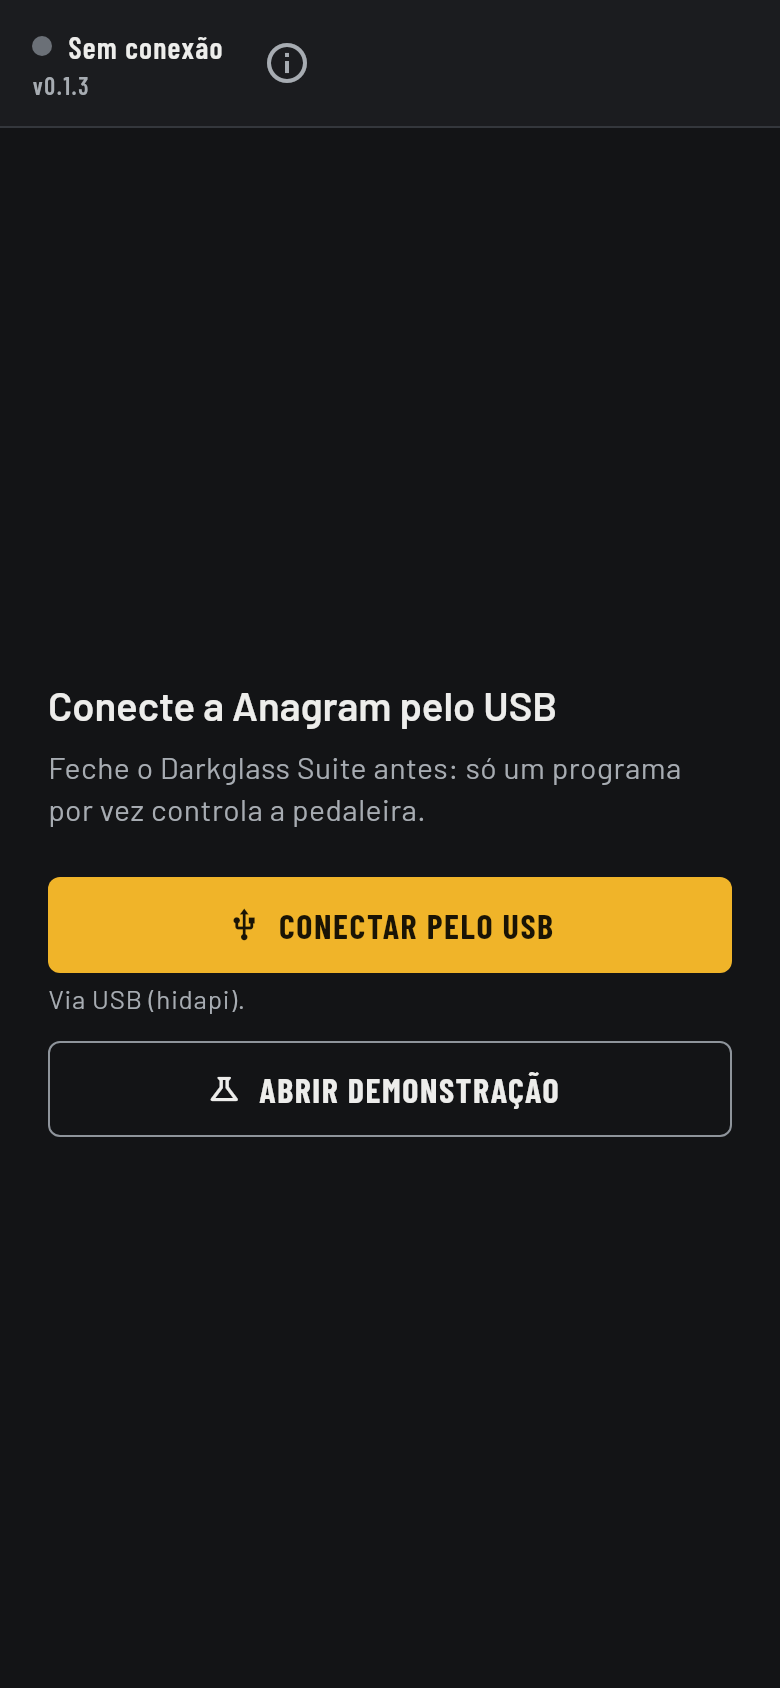 Sem conexão
v0.1.3
Conecte a Anagram pelo USB
Feche o Darkglass Suite antes: só um programa
por vez controla a pedaleira.
CONECTAR PELO USB
Via USB (hidapi).
ABRIR DEMONSTRAÇÃO